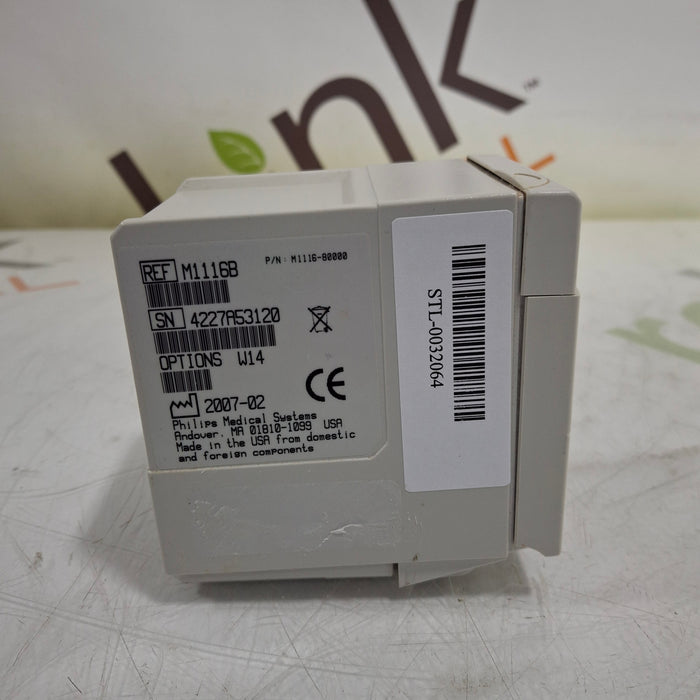 link™
REF M1116B
P/N: M1116-80000
SN 4227A53120
OPTIONS W14
CE
2007-02
Philips Medical Systems
Andover, MA 01810-1099 USA
Made in the USA from domestic
and foreign components
STL-0032064